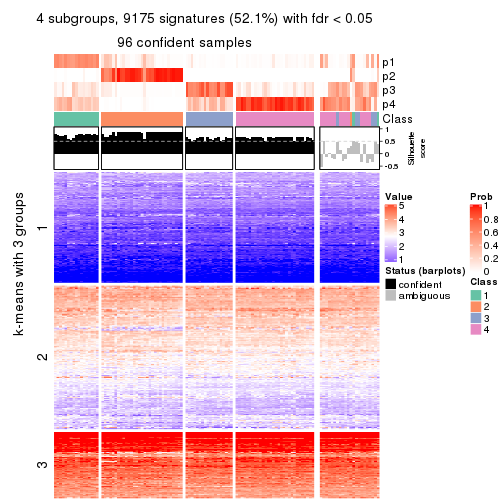 4 subgroups, 9175 signatures (52.1%) with fdr < 0.05
96 confident samples
p1
p2
p3
p4
Class
1
0.5
0
-0.5
Silhouette
score
k-means with 3 groups
1
2
3
Value
5
4
3
2
1
Status (barplots)
confident
ambiguous
Prob
1
0.8
0.6
0.4
0.2
0
Class
1
2
3
4